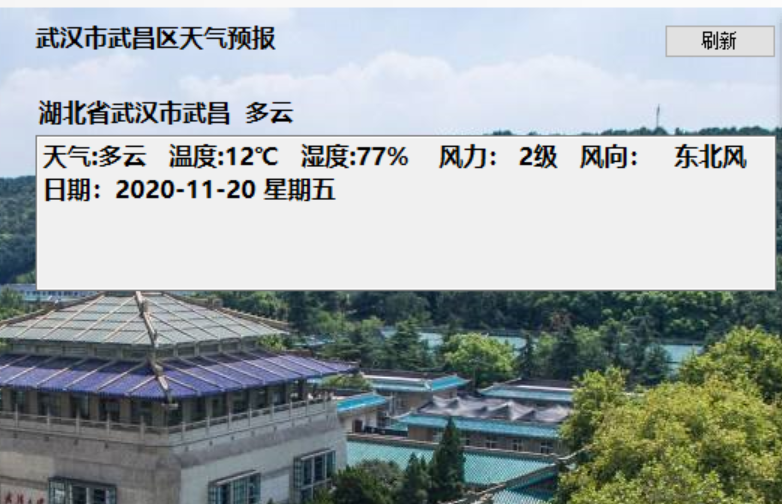 武汉市武昌区天气预报
刷新
湖北省武汉市武昌 多云
天气:多云 温度:12℃ 湿度:77% 风力： 2级 风向： 东北风
日期：2020-11-20 星期五